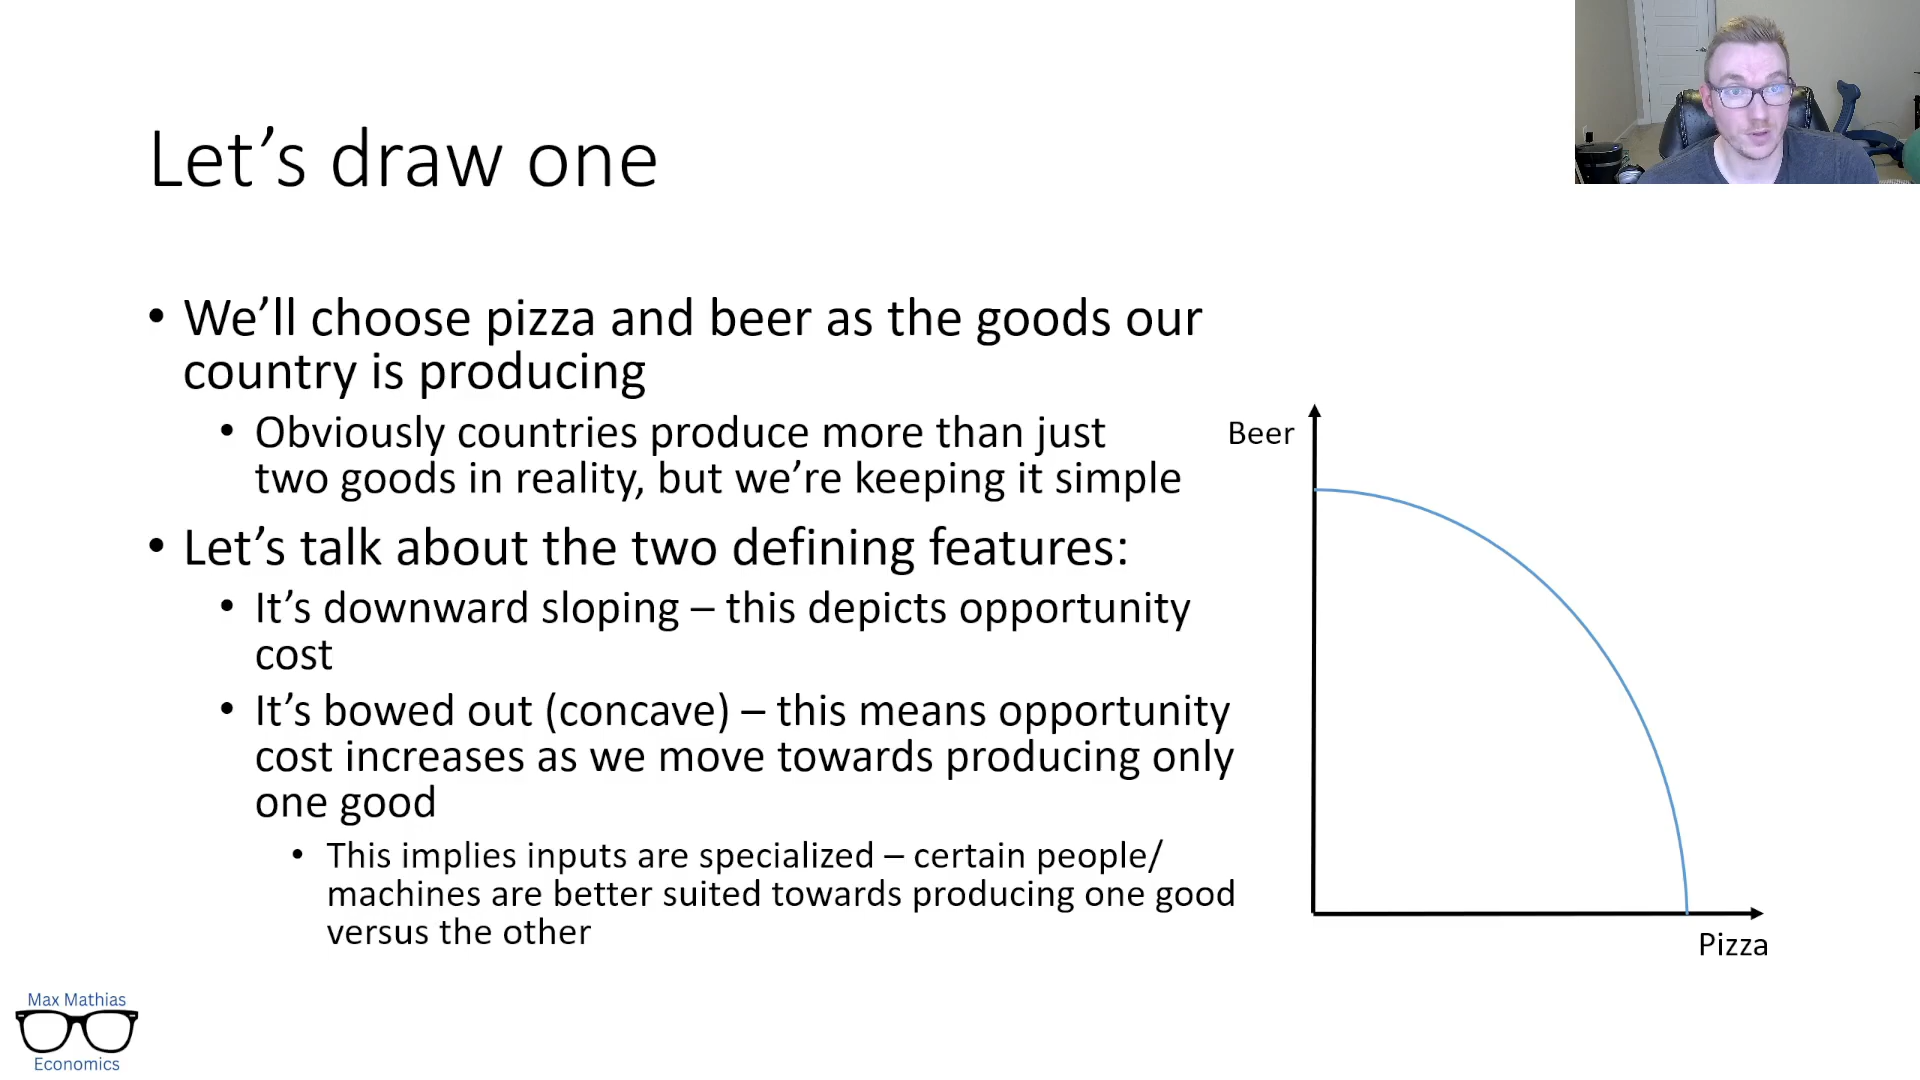 Let’s draw one
• We’ll choose pizza and beer as the goods our
country is producing
• Obviously countries produce more than just
two goods in reality, but we’re keeping it simple
• Let’s talk about the two defining features:
• It’s downward sloping – this depicts opportunity
cost
• It’s bowed out (concave) – this means opportunity
cost increases as we move towards producing only
one good
• This implies inputs are specialized – certain people/
machines are better suited towards producing one good
versus the other
Beer
Pizza
Max Mathias
Economics